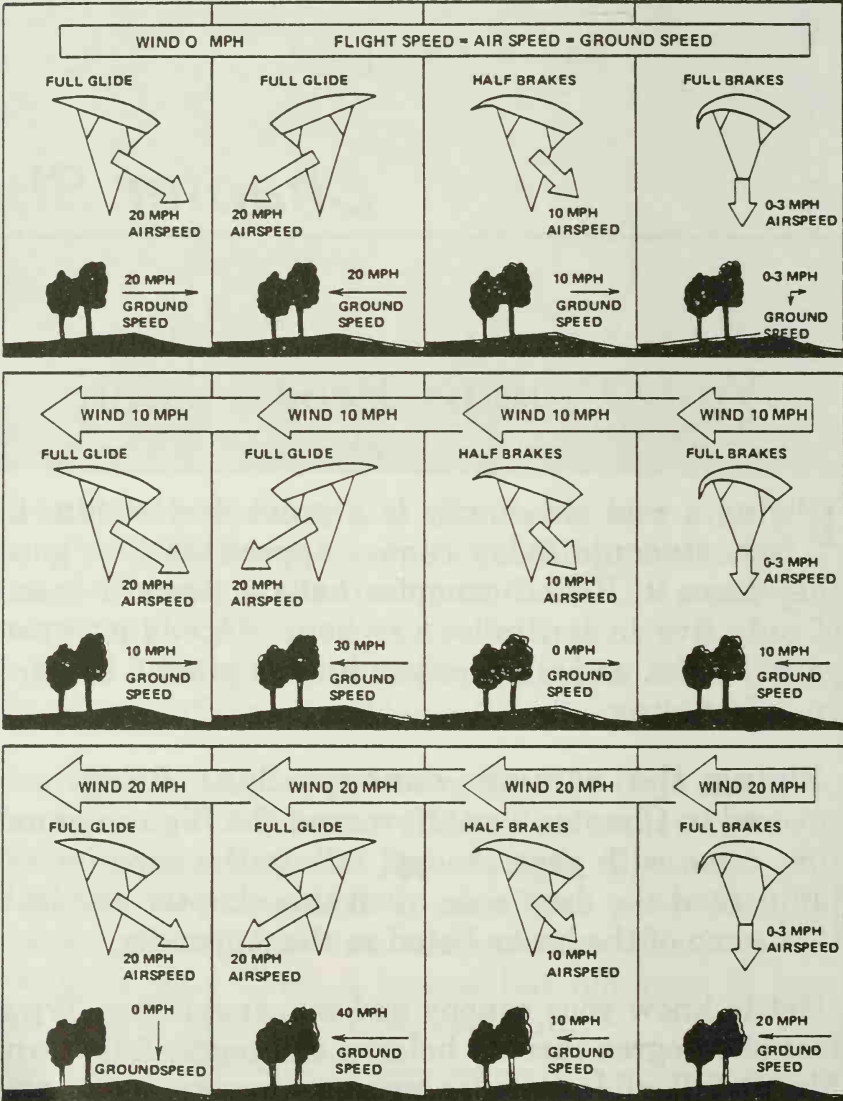 WIND 0 MPH FLIGHT SPEED = AIR SPEED = GROUND SPEED
FULL GLIDE
20 MPH
AIRSPEED
20 MPH
GRDUND
SPEED
FULL GLIDE
20 MPH
AIRSPEED
20 MPH
GROUND
SPEED
HALF BRAKES
10 MPH
AIRSPEED
10 MPH
GRDUND
SPEED
FULL BRAKES
0-3 MPH
AIRSPEED
0-3 MPH
GROUND
SPEED
WIND 10 MPH
FULL GLIDE
20 MPH
AIRSPEED
10 MPH
GROUND
SPEED
WIND 10 MPH
FULL GLIDE
20 MPH
AIRSPEED
30 MPH
GROUND
SPEED
WIND 10 MPH
HALF BRAKES
10 MPH
AIRSPEED
0 MPH
GROUND
SPEED
WIND 10 MPH
FULL BRAKES
0-3 MPH
AIRSPEED
10 MPH
GROUND
SPEED
WIND 20 MPH
FULL GLIDE
20 MPH
AIRSPEED
0 MPH
GROUNDSPEED
WIND 20 MPH
FULL GLIDE
20 MPH
AIRSPEED
40 MPH
GROUND
SPEED
WIND 20 MPH
HALF BRAKES
10 MPH
AIRSPEED
MPH
GROUND
SPEED
WIND 20 MPH
FULL BRAKES
0-3 MPH
AIRSPEED
20 MPH
GROUND
SPEED